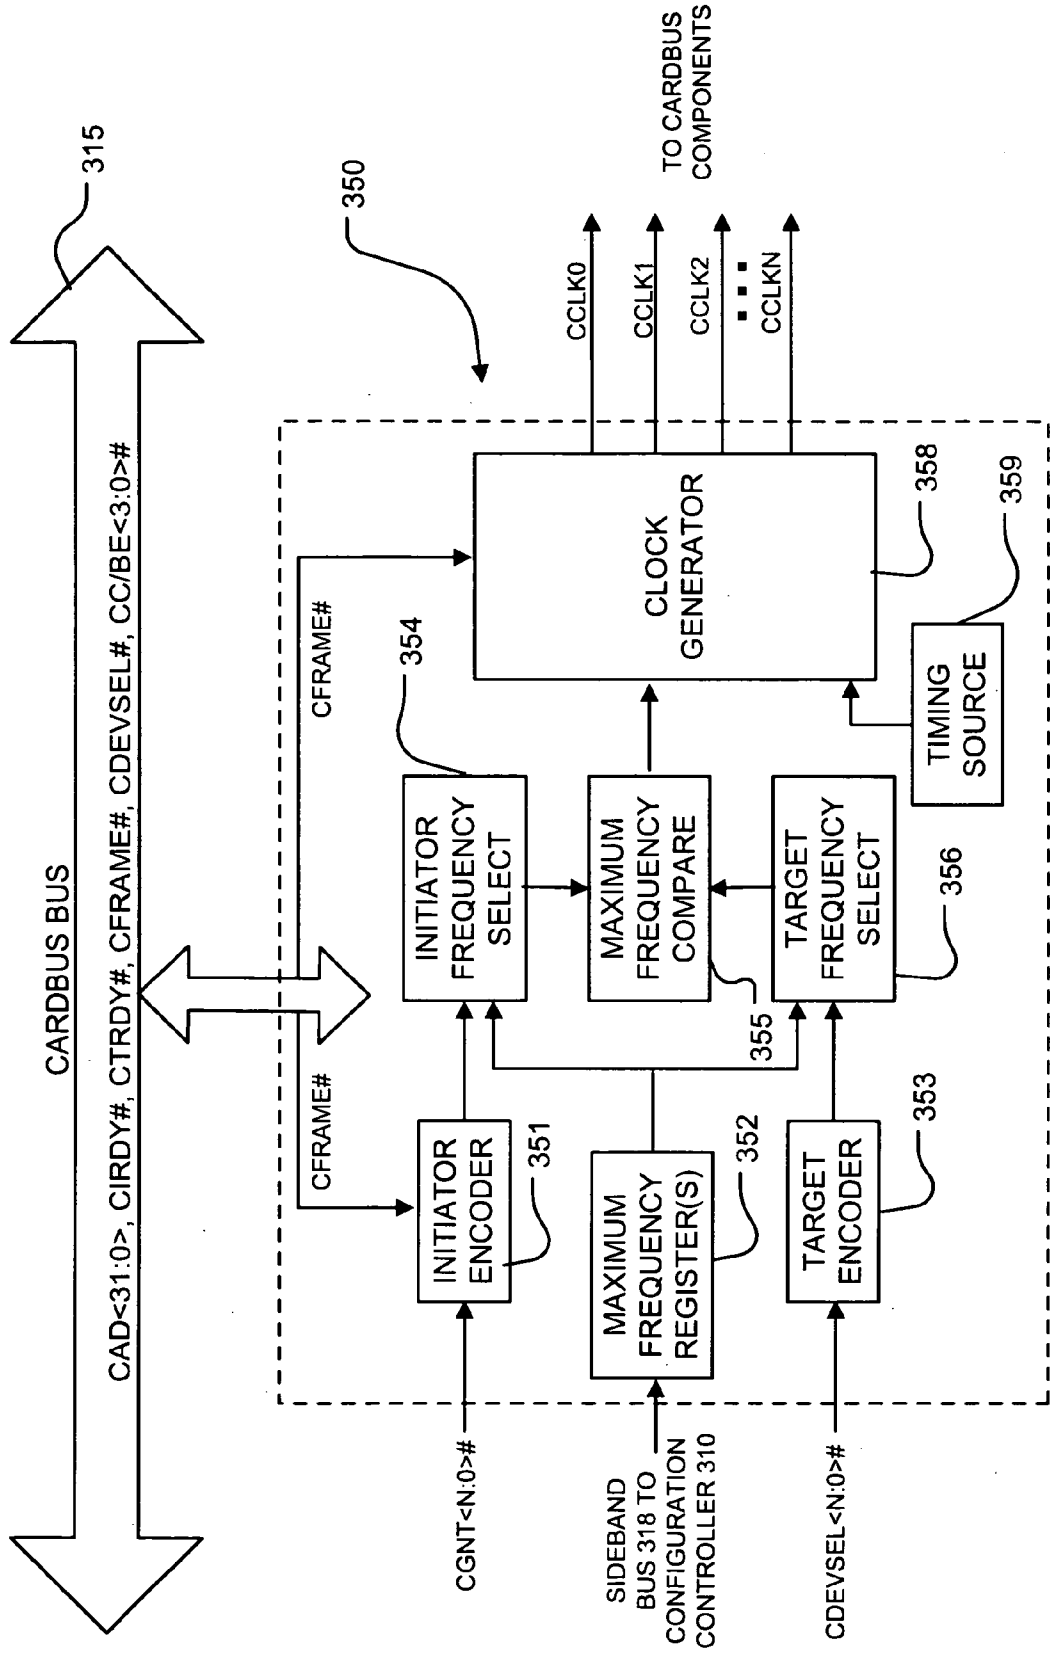 CARDBUS BUS
315
CAD<31:0>, CIRDY#, CTRDY#, CFRAME#, CDEVSEL#, CC/BE<3:0>#
350
CFRAME#
CFRAME#
CGNT<N:0>#
INITIATOR
ENCODER
351
INITIATOR
FREQUENCY
SELECT
354
CLOCK
GENERATOR
358
CCLK0
CCLK1
CCLK2
CCLKN
TO CARDBUS
COMPONENTS
SIDEBAND
BUS 318 TO
CONFIGURATION
CONTROLLER 310
MAXIMUM
FREQUENCY
REGISTER(S)
352
MAXIMUM
FREQUENCY
COMPARE
355
CDEVSEL<N:0>#
TARGET
ENCODER
353
TARGET
FREQUENCY
SELECT
356
TIMING
SOURCE
359